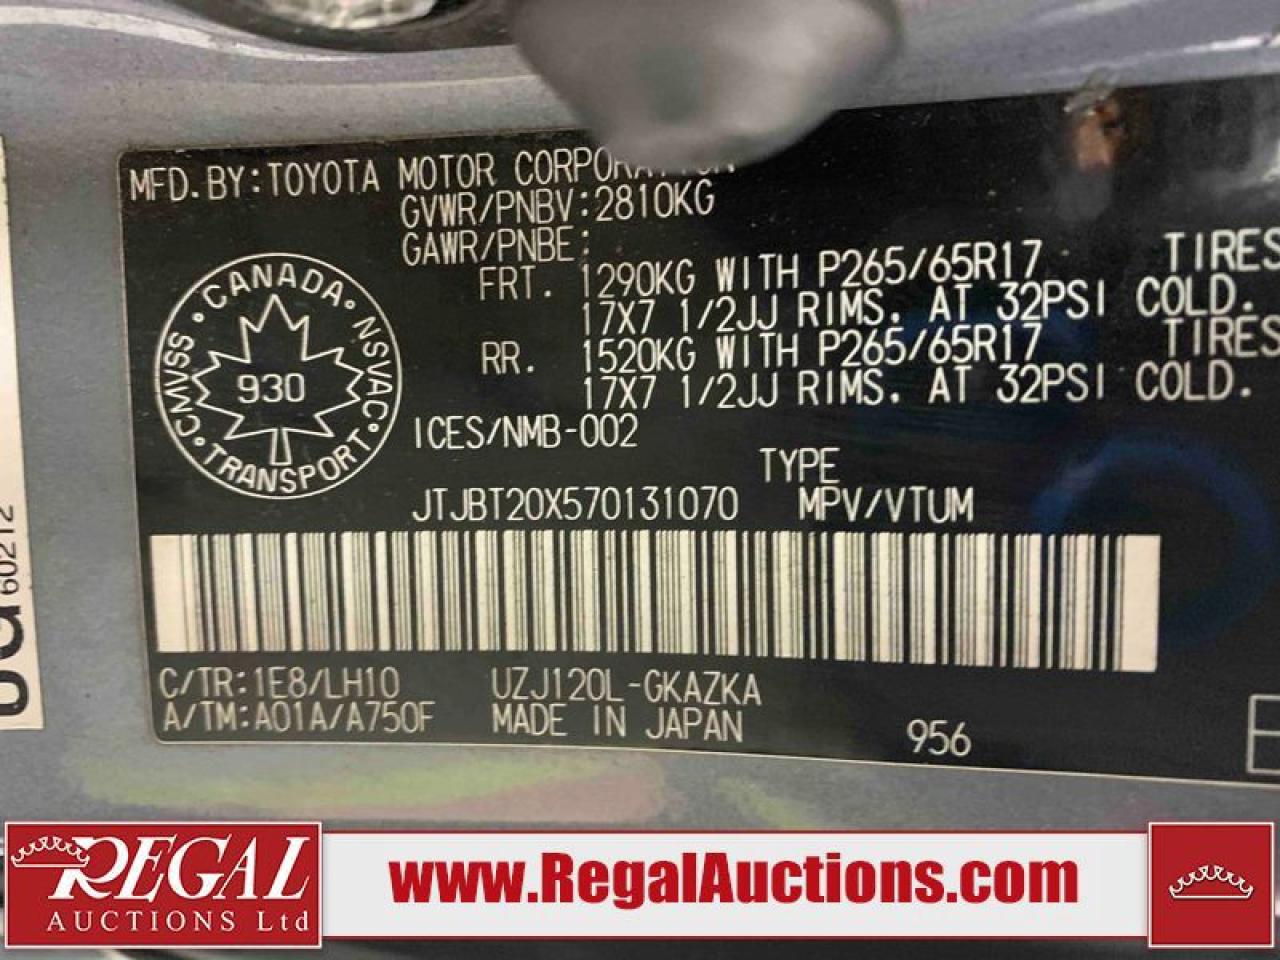 MFD.BY:TOYOTA MOTOR CORPORATION
GVWR/PNBV:2810KG
GAWR/PNBE:
FRT. 1290KG WITH P265/65R17 TIRES
17X7 1/2JJ RIMS. AT 32PSI COLD.
RR. 1520KG WITH P265/65R17 TIRES
17X7 1/2JJ RIMS. AT 32PSI COLD.
CANADA · NSVAC · TRANSPORT · CMVSS ·
930
ICES/NMB-002
TYPE
JTJBT20X570131070 MPV/VTUM
C/TR:1E8/LH10 UZJ120L-GKAZKA
A/TM:A01A/A750F MADE IN JAPAN
956
60212
REGAL
AUCTIONS Ltd
www.RegalAuctions.com